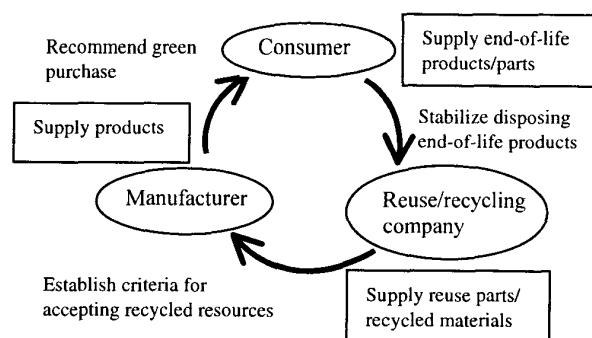 Recommend green
purchase
Consumer
Supply end-of-life
products/parts
Supply products
Stabilize disposing
end-of-life products
Manufacturer
Reuse/recycling
company
Establish criteria for
accepting recycled resources
Supply reuse parts/
recycled materials